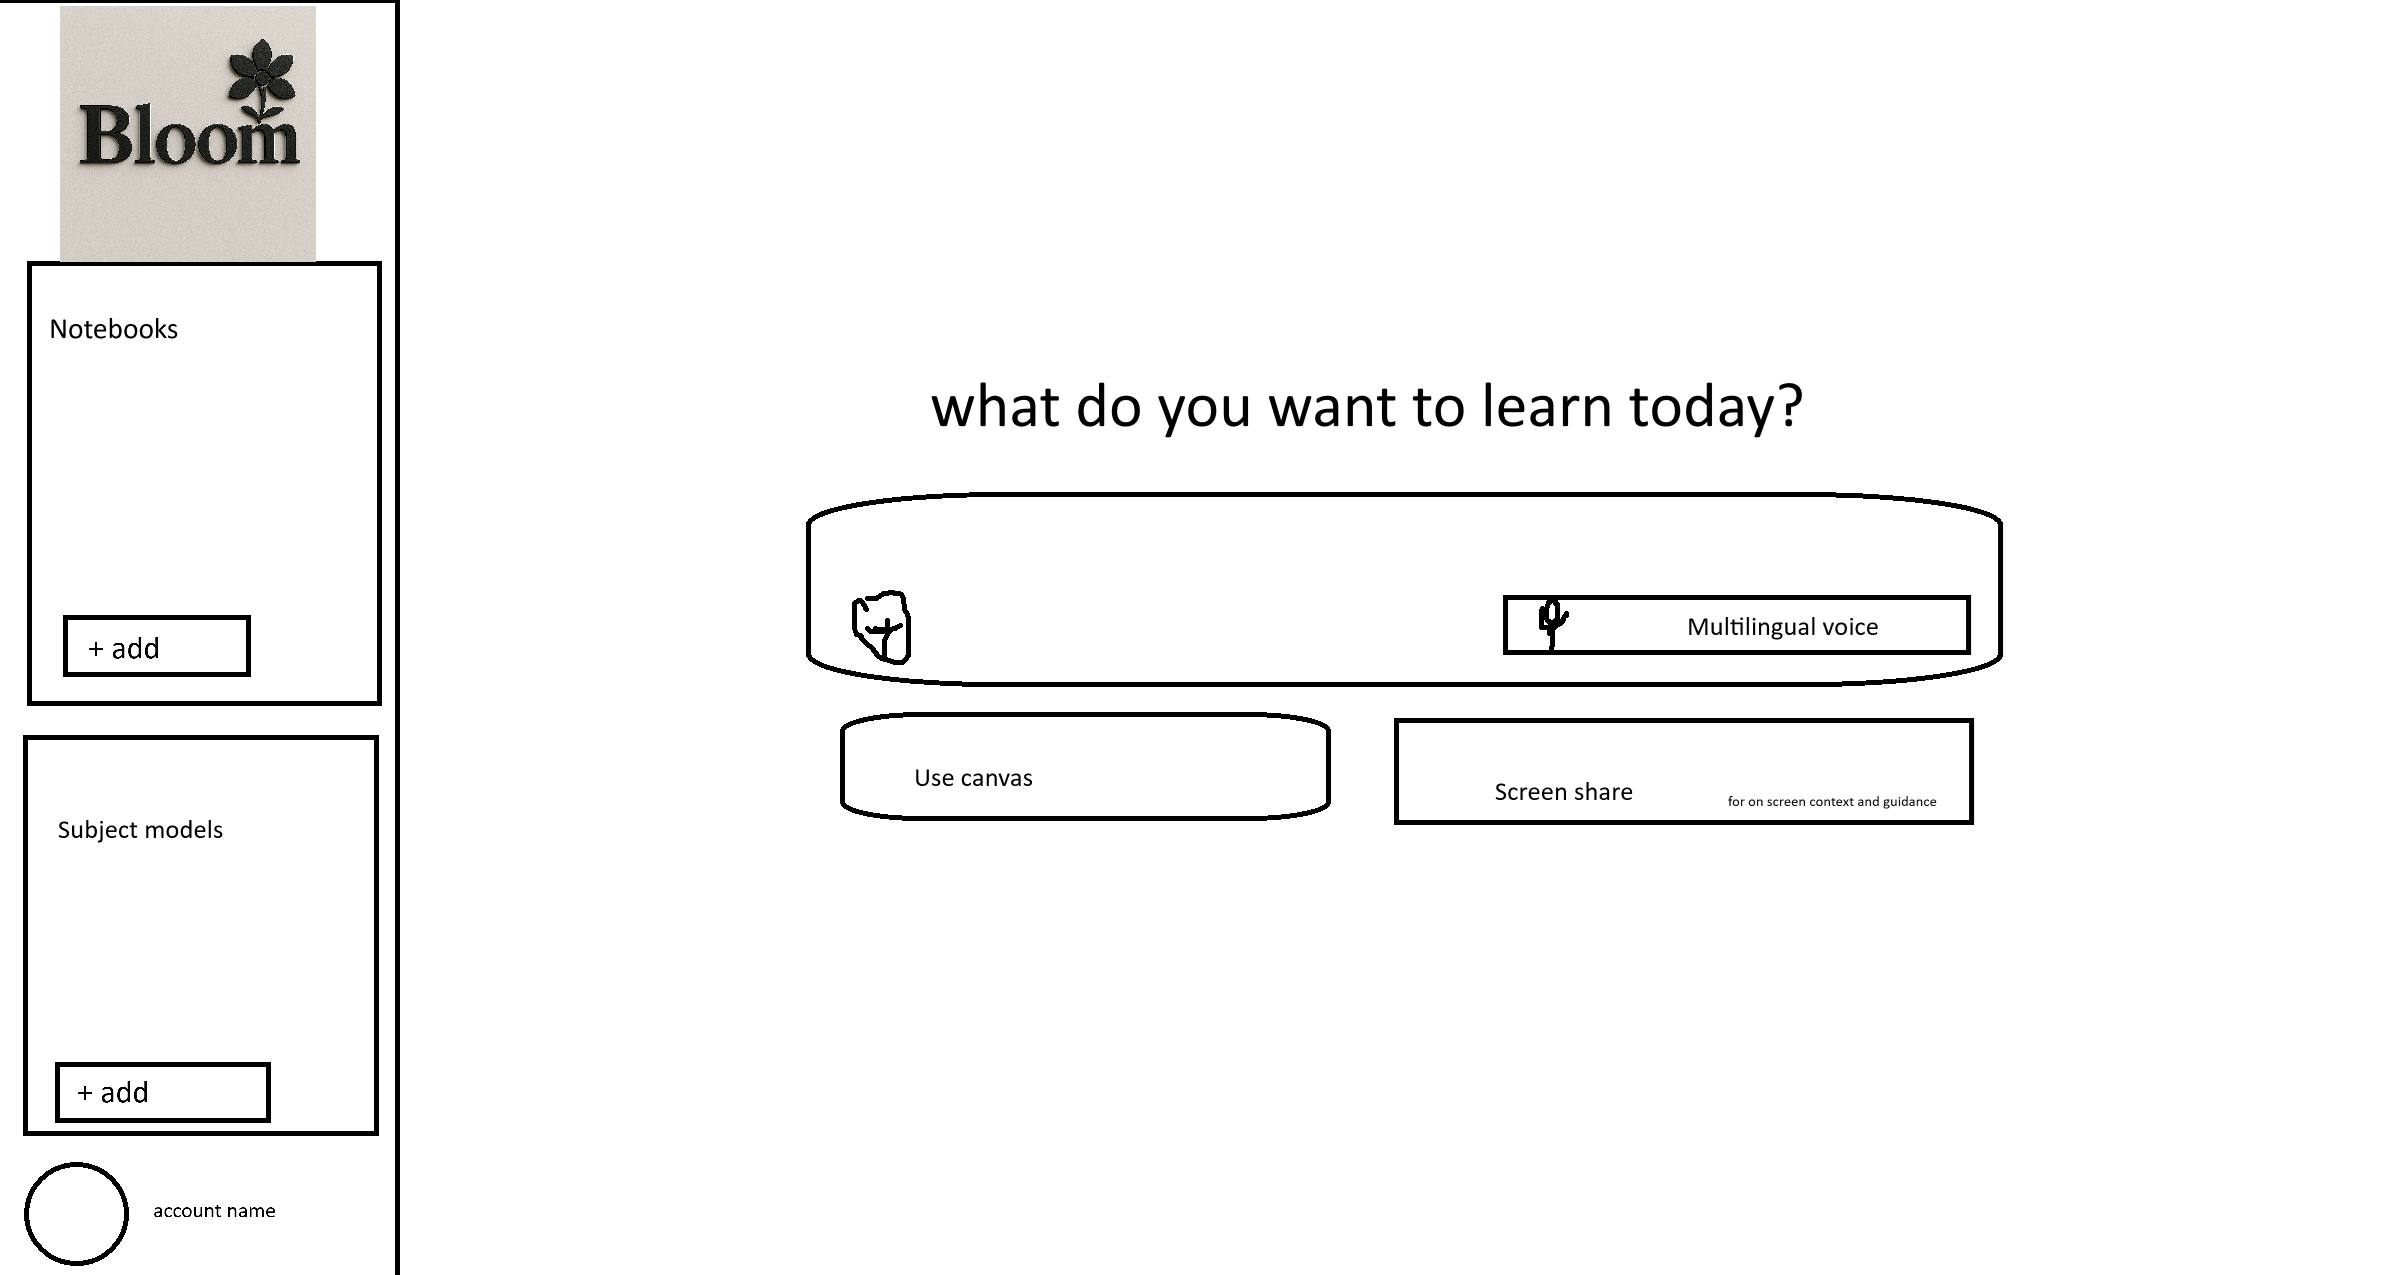 Bloom
Notebooks
+ add
Subject models
+ add
account name
what do you want to learn today?
Multilingual voice
Use canvas
Screen share
for on screen context and guidance